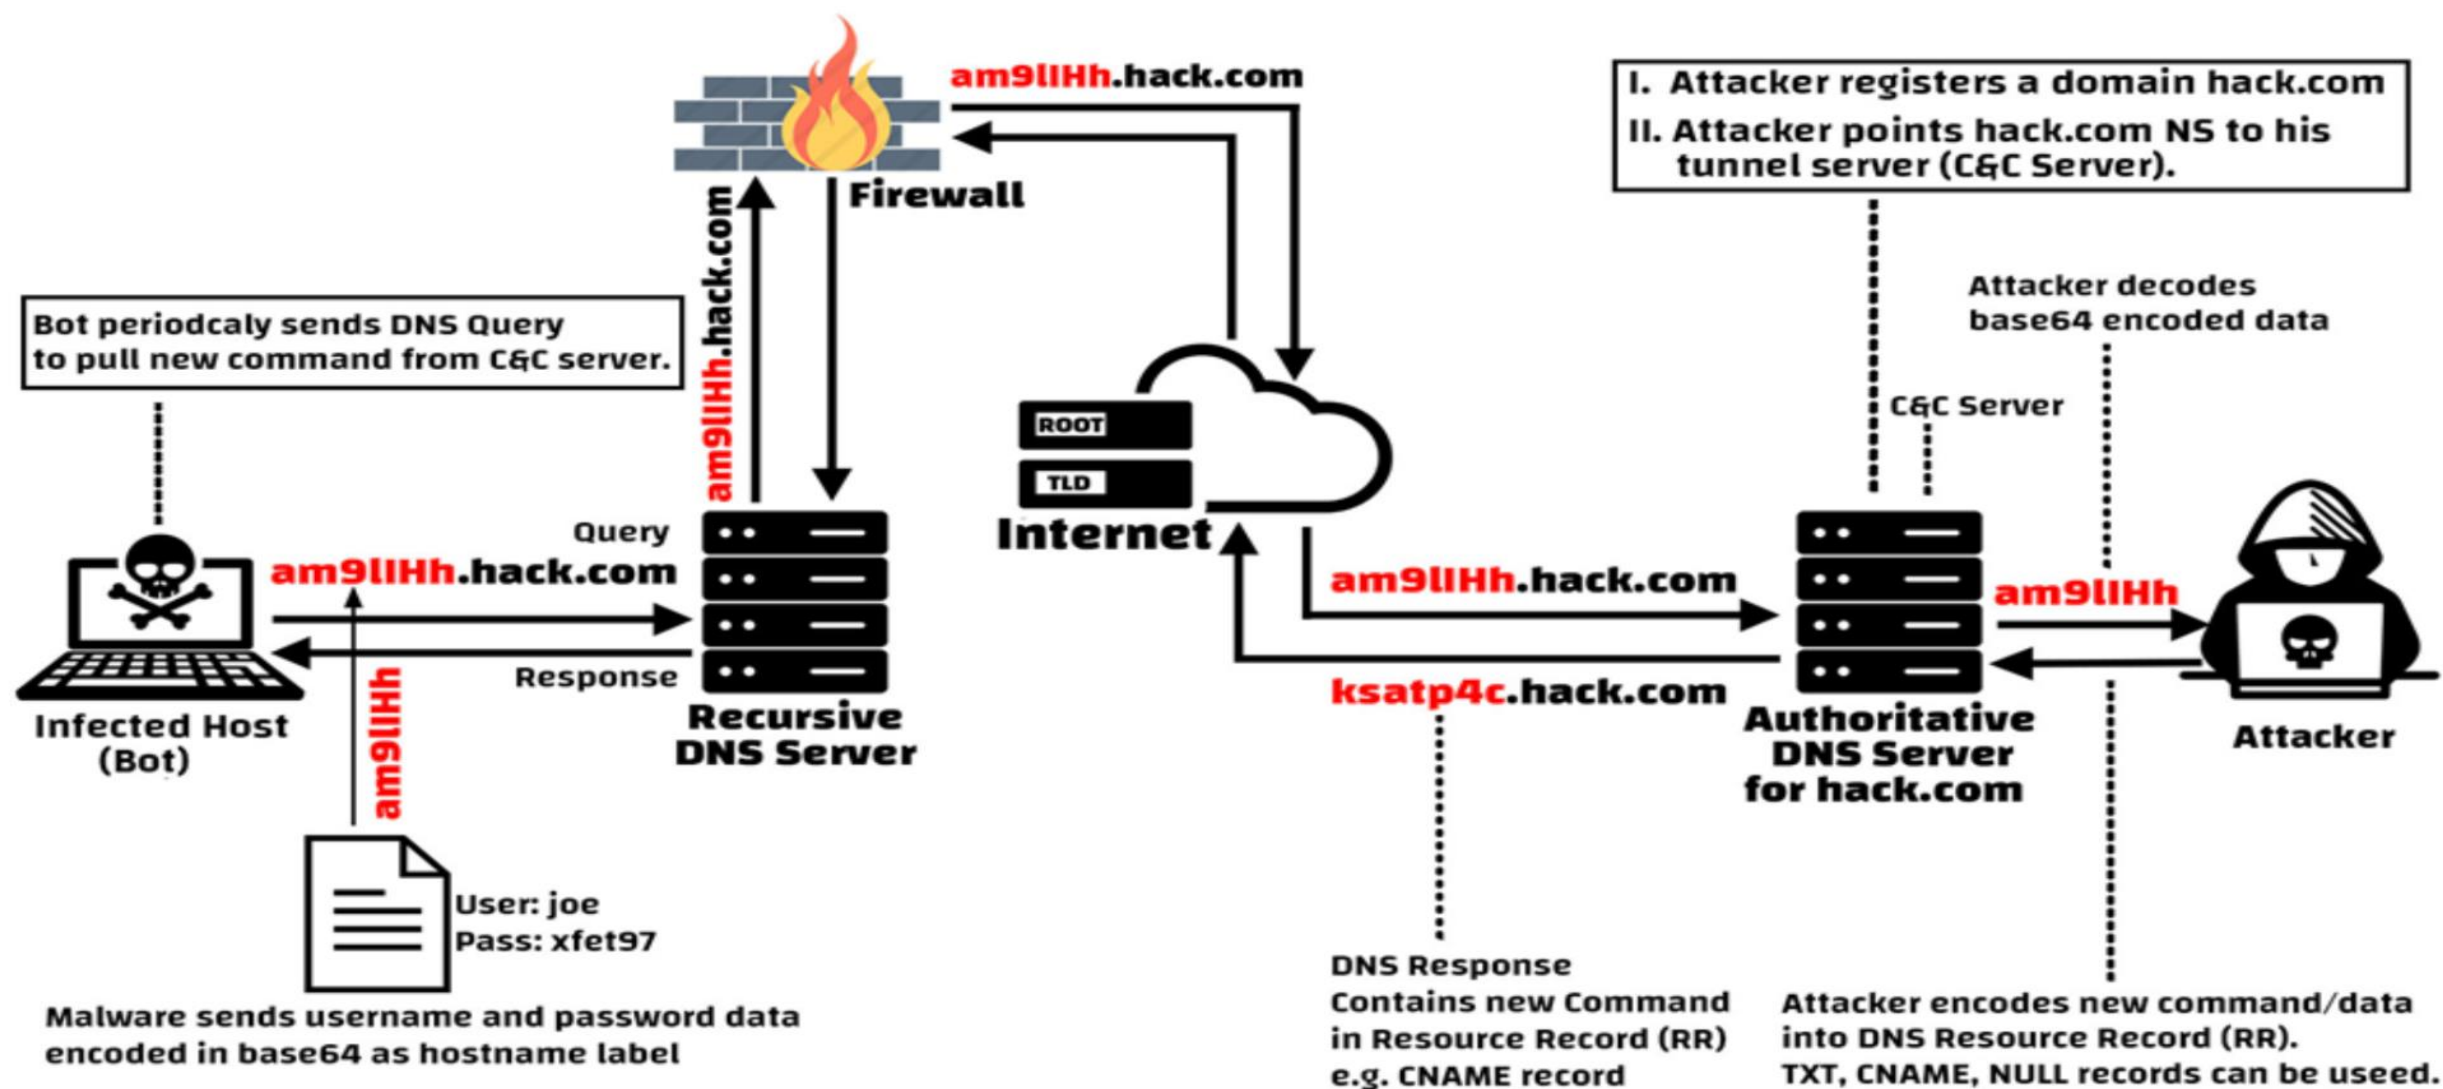 am9lIHh.hack.com
Firewall
am9lIHh.hack.com
I. Attacker registers a domain hack.com
II. Attacker points hack.com NS to his
tunnel server (C&C Server).
Attacker decodes
base64 encoded data
C&C Server
Bot periodcaly sends DNS Query
to pull new command from C&C server.
ROOT
TLD
Internet
Query
am9lIHh.hack.com
Response
Infected Host
(Bot)
am9lIHh
Recursive
DNS Server
am9lIHh.hack.com
ksatp4c.hack.com
am9lIHh
Authoritative
DNS Server
for hack.com
Attacker
User: joe
Pass: xfet97
Malware sends username and password data
encoded in base64 as hostname label
DNS Response
Contains new Command
in Resource Record (RR)
e.g. CNAME record
Attacker encodes new command/data
into DNS Resource Record (RR).
TXT, CNAME, NULL records can be useed.